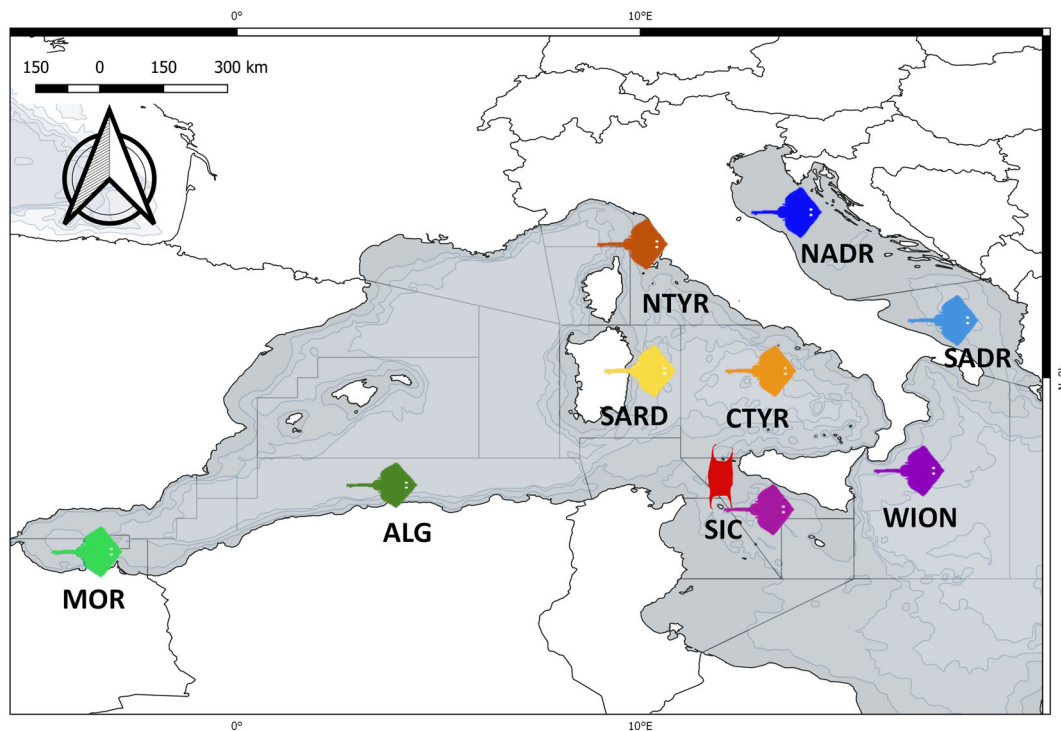 0° 10°E
150 0 150 300 km
NADR
NTYR
SADR
SARD CTYR
ALG SIC WION
MOR
0° 10°E